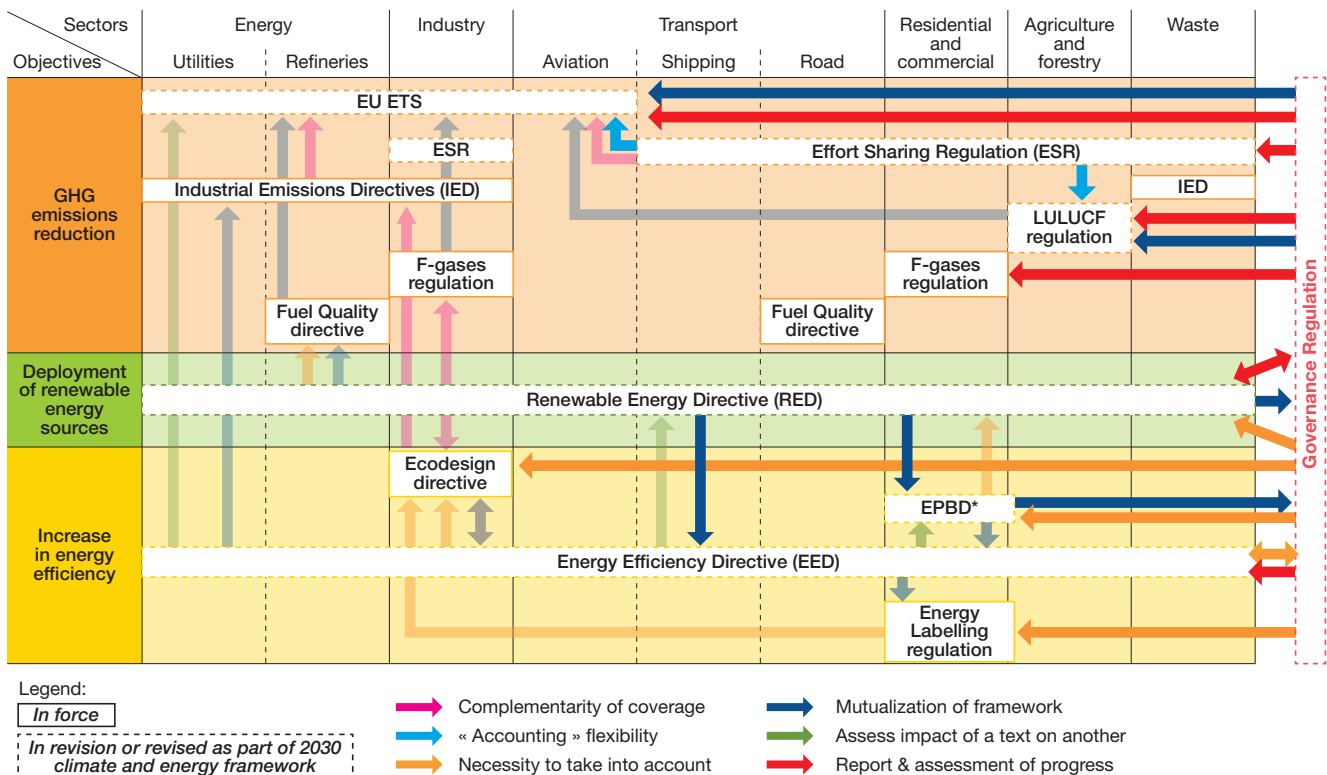 Sectors
Energy
Industry
Transport
Residential
and
commercial
Agriculture
and
forestry
Waste
Objectives
Utilities
Refineries
Aviation
Shipping
Road
EU ETS
ESR
Effort Sharing Regulation (ESR)
Industrial Emissions Directives (IED)
IED
GHG
emissions
reduction
LULUCF
regulation
F-gases
regulation
F-gases
regulation
Fuel Quality
directive
Fuel Quality
directive
Governance Regulation
Deployment
of renewable
energy
sources
Renewable Energy Directive (RED)
Ecodesign
directive
EPBD*
Increase
in energy
efficiency
Energy Efficiency Directive (EED)
Energy
Labelling
regulation
Legend:
In force
In revision or revised as part of 2030
climate and energy framework
Complementarity of coverage
« Accounting » flexibility
Necessity to take into account
Mutualization of framework
Assess impact of a text on another
Report & assessment of progress